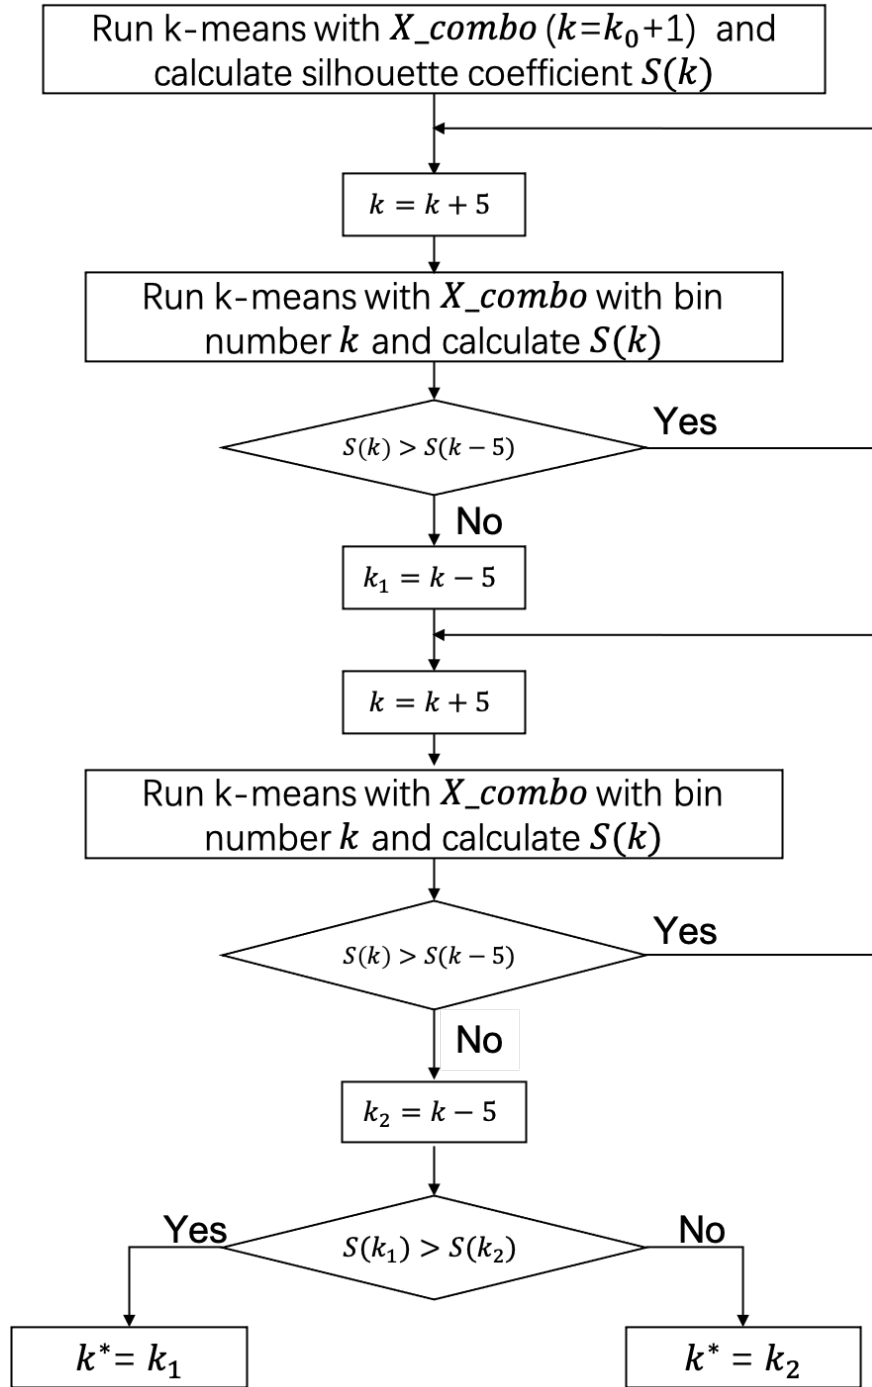 Run k-means with X_combo (k=k₀+1) and
calculate silhouette coefficient S(k)
k = k + 5
Run k-means with X_combo with bin
number k and calculate S(k)
S(k) > S(k − 5)
Yes
No
k₁ = k − 5
k = k + 5
Run k-means with X_combo with bin
number k and calculate S(k)
S(k) > S(k − 5)
Yes
No
k₂ = k − 5
Yes
S(k₁) > S(k₂)
No
k*= k₁
k* = k₂